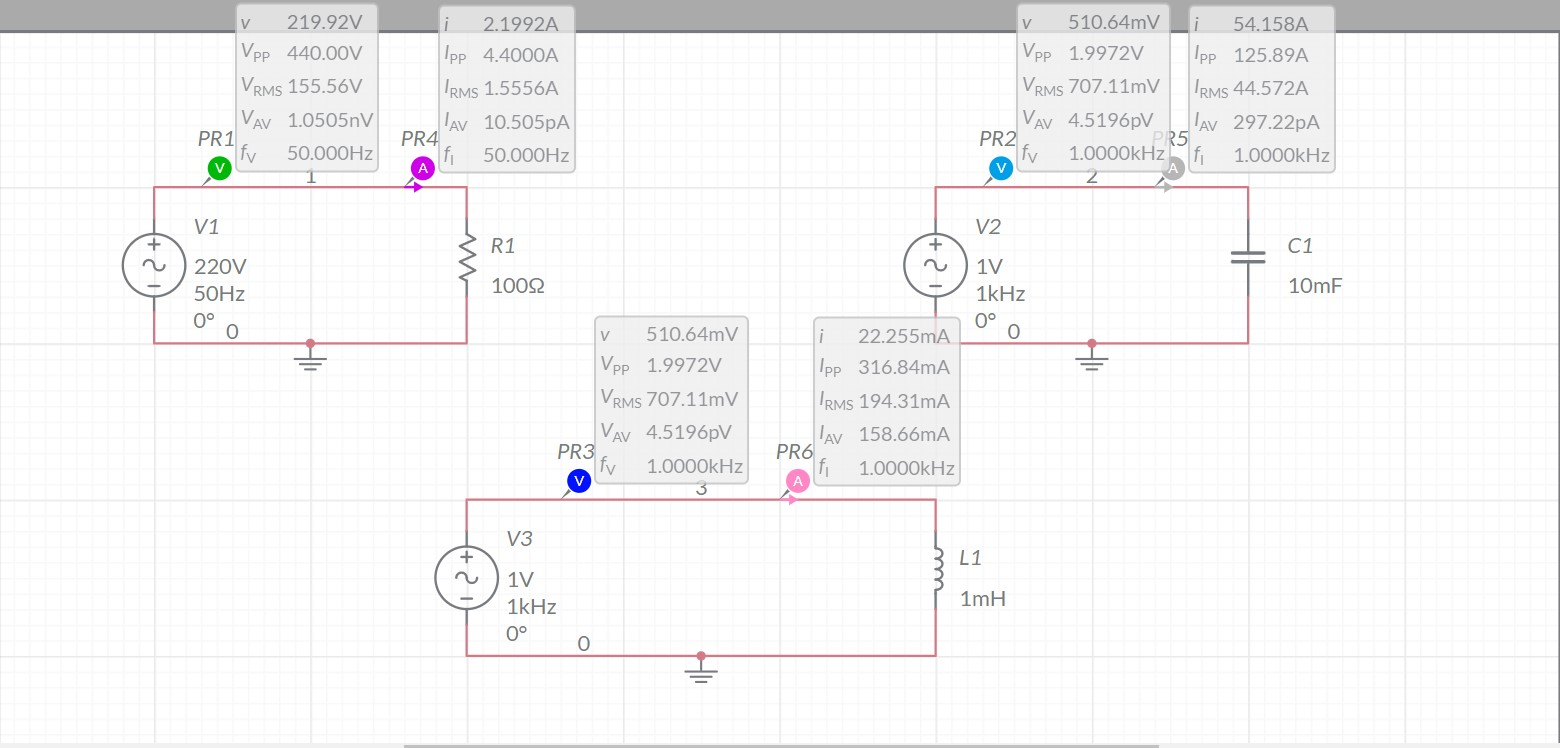 v 219.92V
VPP 440.00V
VRMS 155.56V
VAV 1.0505nV
fV 50.000Hz
PR1
V
i 2.1992A
IPP 4.4000A
IRMS 1.5556A
IAV 10.505pA
fI 50.000Hz
PR4
A
1
V1
220V
50Hz
0°
0
R1
100Ω
v 510.64mV
VPP 1.9972V
VRMS 707.11mV
VAV 4.5196pV
fV 1.0000kHz
PR2
V
i 54.158A
IPP 125.89A
IRMS 44.572A
IAV 297.22pA
fI 1.0000kHz
PR5
A
2
V2
1V
1kHz
0°
0
C1
10mF
v 510.64mV
VPP 1.9972V
VRMS 707.11mV
VAV 4.5196pV
fV 1.0000kHz
PR3
V
i 22.255mA
IPP 316.84mA
IRMS 194.31mA
IAV 158.66mA
fI 1.0000kHz
PR6
A
3
V3
1V
1kHz
0°
0
L1
1mH